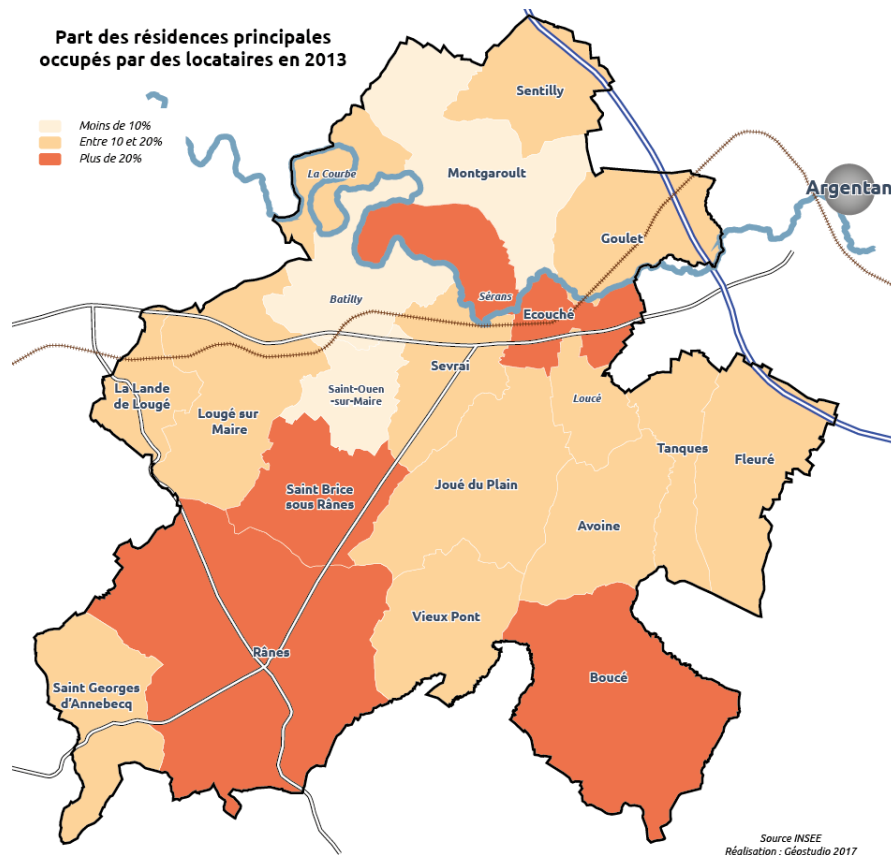 Part des résidences principales
occupés par des locataires en 2013
Moins de 10%
Entre 10 et 20%
Plus de 20%
Sentilly
La Courbe
Montgaroult
Argentan
Goulet
Batilly
Sérans
Ecouché
Sevrai
La Lande
de Lougé
Saint-Ouen
-sur-Maire
Loucé
Lougé sur
Maire
Tanques
Fleuré
Saint Brice
sous Rânes
Joué du Plain
Avoine
Vieux Pont
Rânes
Boucé
Saint Georges
d'Annebecq
Source INSEE
Réalisation : Géostudio 2017